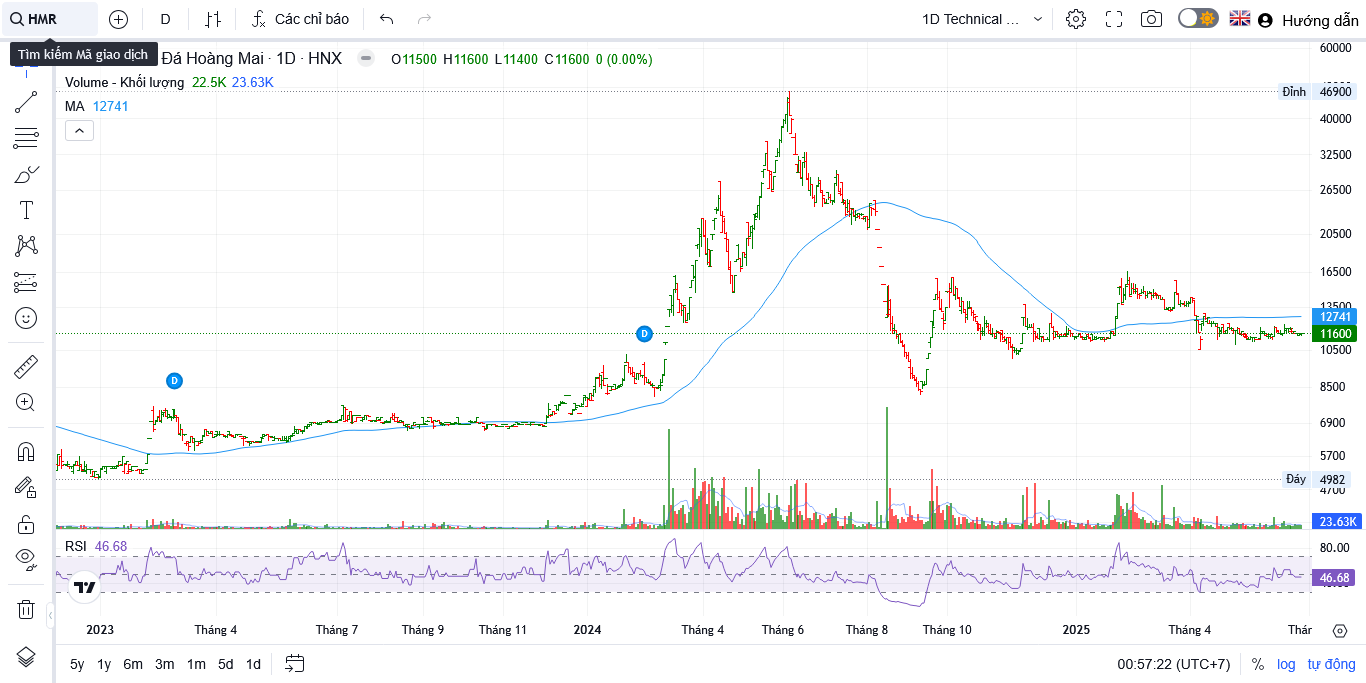 HMR
D
Các chỉ báo
1D Technical ...
Hướng dẫn
Tìm kiếm Mã giao dịch
Đá Hoàng Mai · 1D · HNX
O11500 H11600 L11400 C11600 0 (0.00%)
Volume - Khối lượng 22.5K 23.63K
MA 12741
60000
Đỉnh 46900
40000
32500
26500
20500
16500
13500
12741
11600
10500
8500
6900
5700
Đáy 4982
4700
23.63K
D
D
RSI 46.68
80.00
46.68
2023
Tháng 4
Tháng 7
Tháng 9
Tháng 11
2024
Tháng 4
Tháng 6
Tháng 8
Tháng 10
2025
Tháng 4
Thár
5y 1y 6m 3m 1m 5d 1d
00:57:22 (UTC+7)
% log tự động